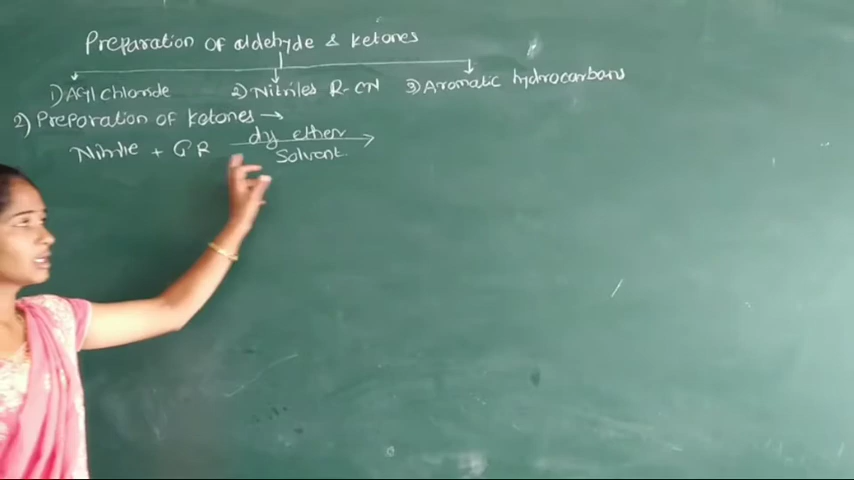 Preparation of aldehyde & ketones
1) Acyl chloride 2) Nitriles R-CN 3) Aromatic hydrocarbons
2) Preparation of ketones →
Nitrile + GR dy ether
Solvent